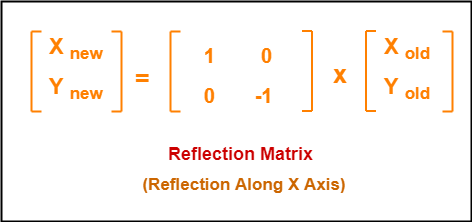 X new 1 0 X old
Y new = 0 -1 x Y old
Reflection Matrix
(Reflection Along X Axis)